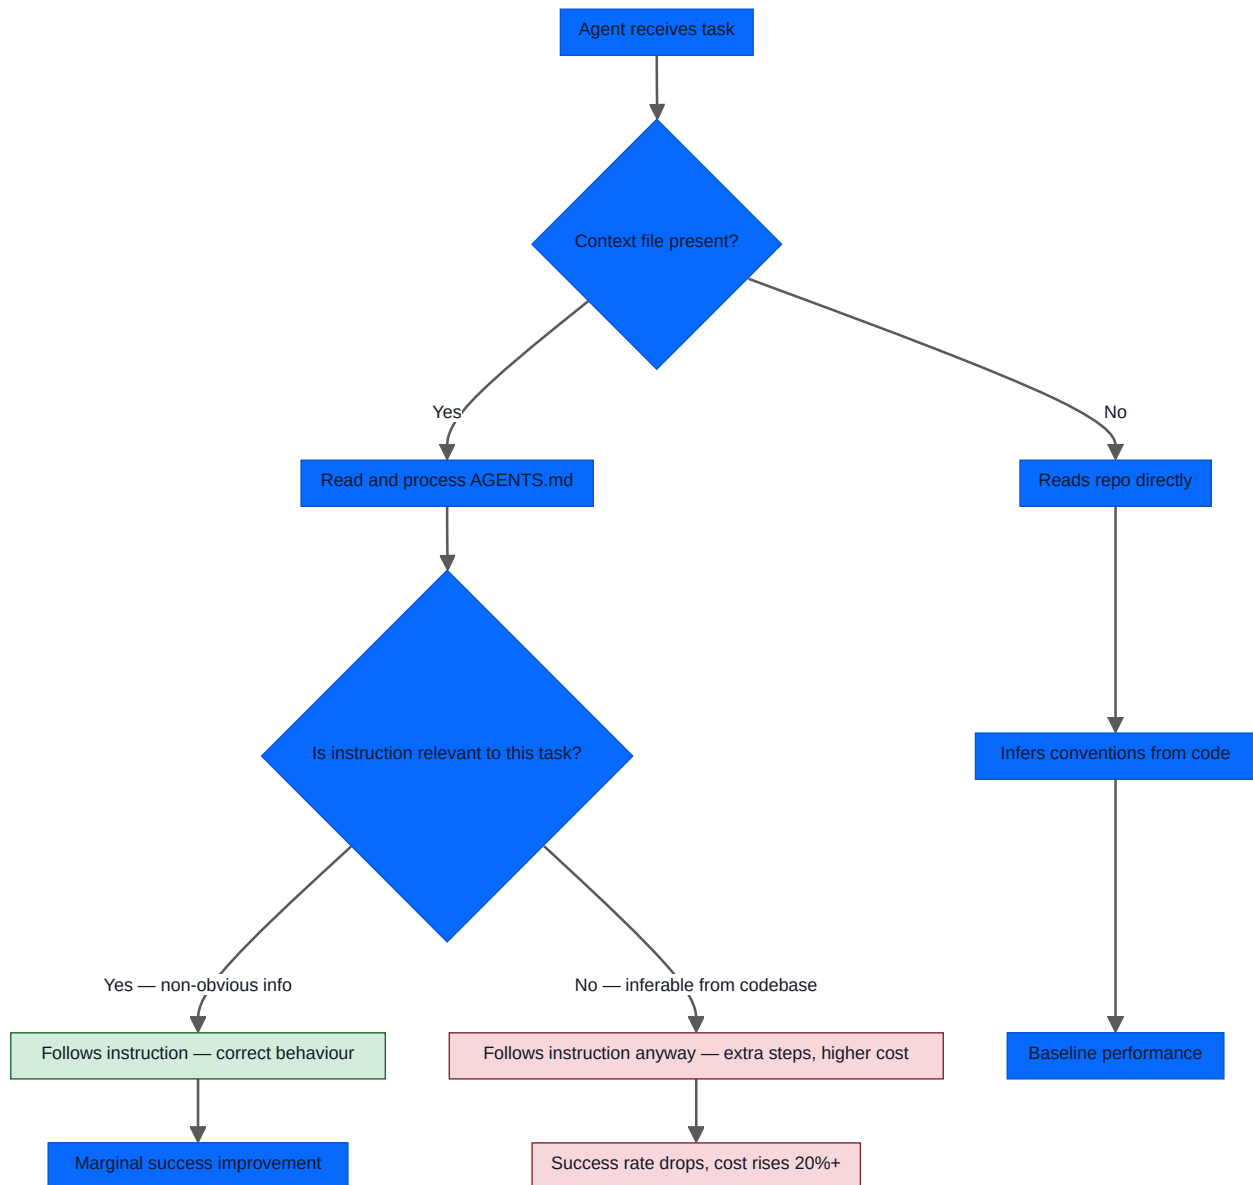 Agent receives task
Context file present?
Yes
No
Read and process AGENTS.md
Reads repo directly
Is instruction relevant to this task?
Infers conventions from code
Yes — non-obvious info
No — inferable from codebase
Follows instruction — correct behaviour
Follows instruction anyway — extra steps, higher cost
Baseline performance
Marginal success improvement
Success rate drops, cost rises 20%+